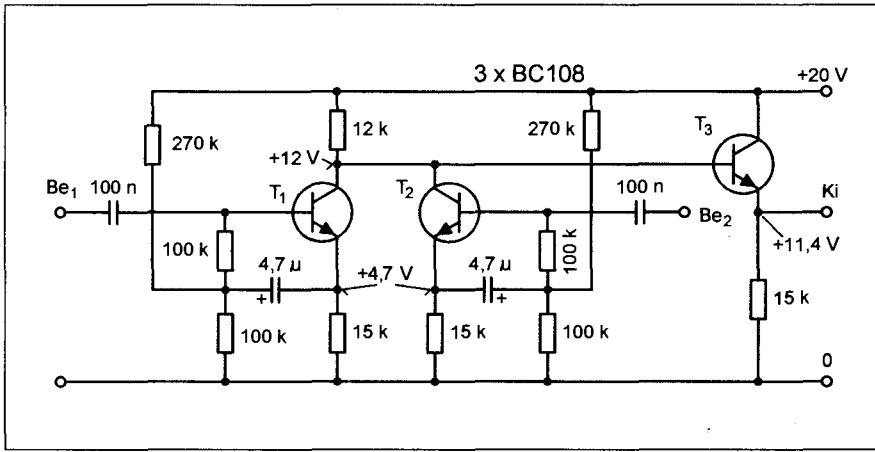 3 x BC108
+20 V
270 k
12 k
270 k
T3
+12 V
Be1
100 n
T1
T2
100 n
Be2
Ki
+11,4 V
100 k
4,7 µ
+
+4,7 V
4,7 µ
+
100 k
15 k
100 k
15 k
15 k
100 k
0